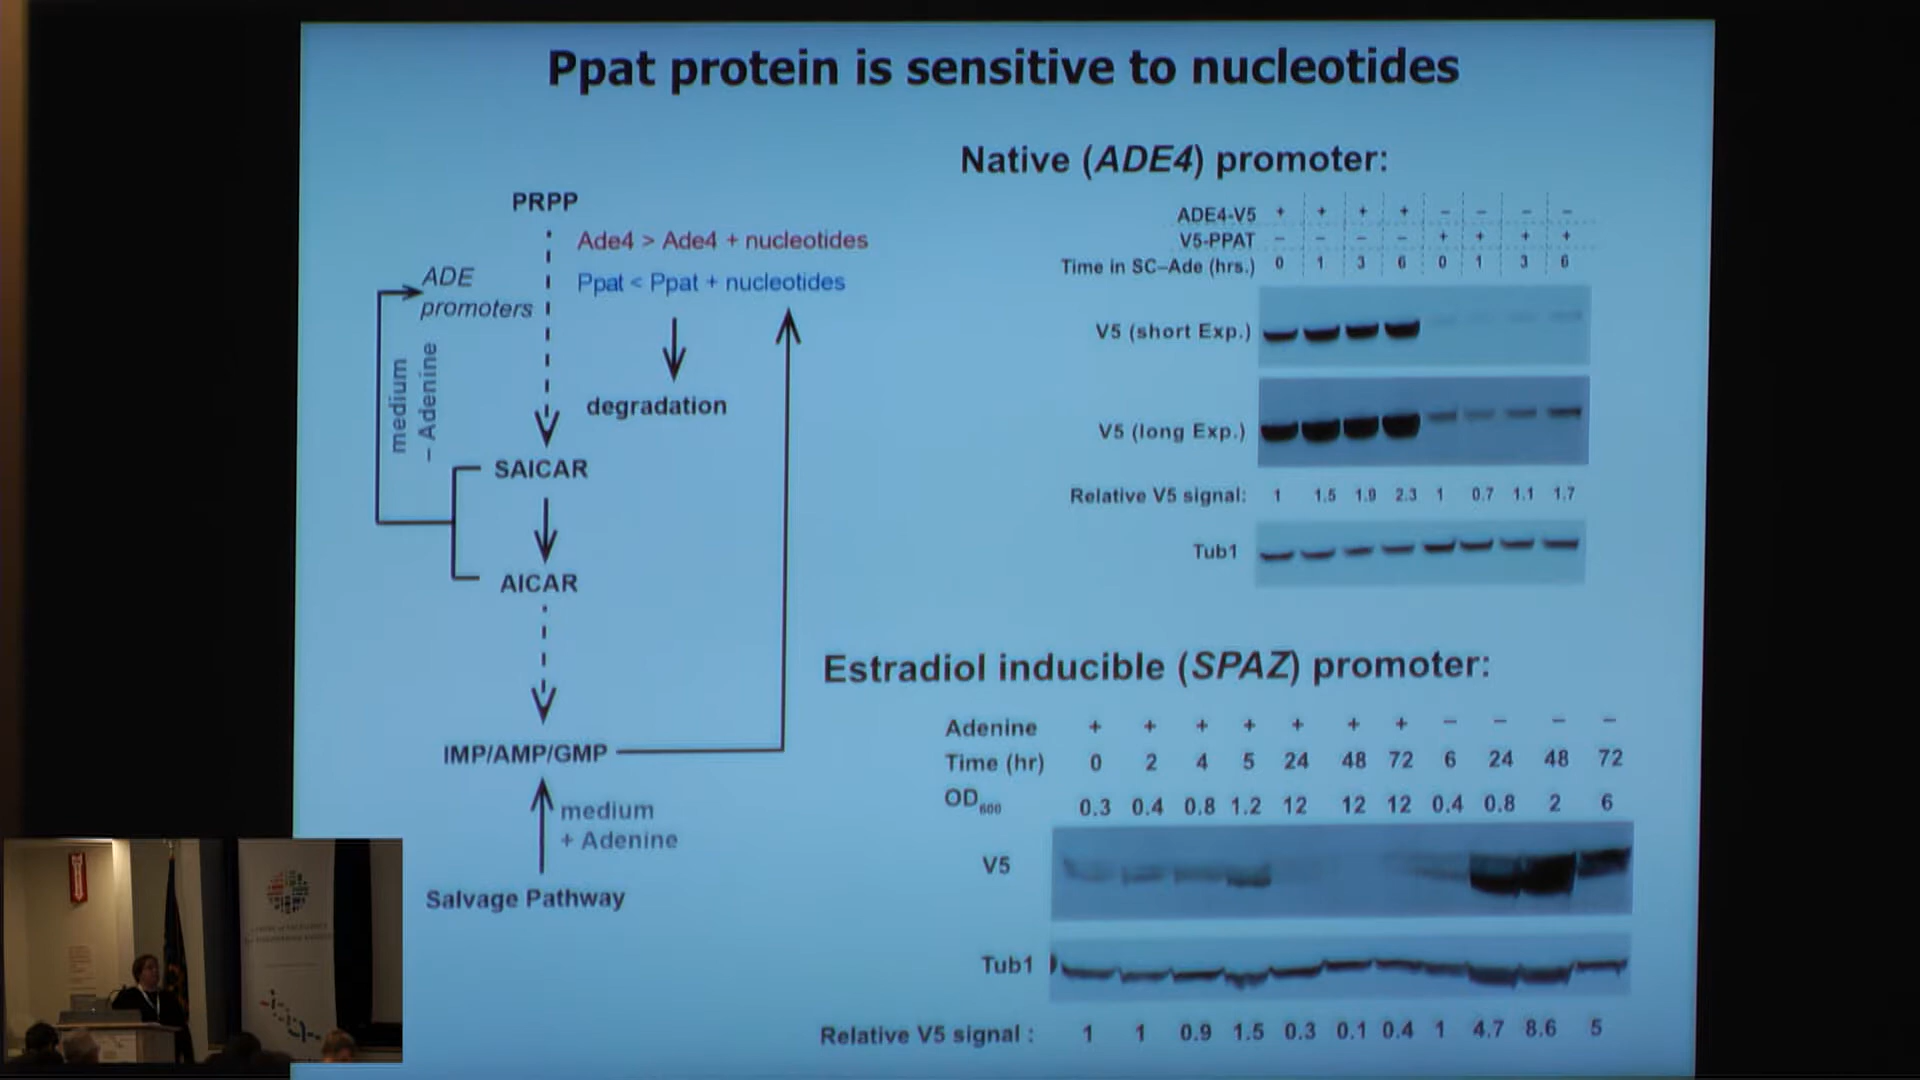 Ppat protein is sensitive to nucleotides
PRPP
Ade4 > Ade4 + nucleotides
Ppat < Ppat + nucleotides
ADE
promoters
medium
– Adenine
degradation
SAICAR
AICAR
IMP/AMP/GMP
medium
+ Adenine
Salvage Pathway
Native (ADE4) promoter:
ADE4-V5 + + + + – – – –
V5-PPAT – – – – + + + +
Time in SC–Ade (hrs.) 0 1 3 6 0 1 3 6
V5 (short Exp.)
V5 (long Exp.)
Relative V5 signal: 1 1.5 1.9 2.3 1 0.7 1.1 1.7
Tub1
Estradiol inducible (SPAZ) promoter:
Adenine + + + + + + + – – – –
Time (hr) 0 2 4 5 24 48 72 6 24 48 72
OD600 0.3 0.4 0.8 1.2 12 12 12 0.4 0.8 2 6
V5
Tub1
Relative V5 signal : 1 1 0.9 1.5 0.3 0.1 0.4 1 4.7 8.6 5